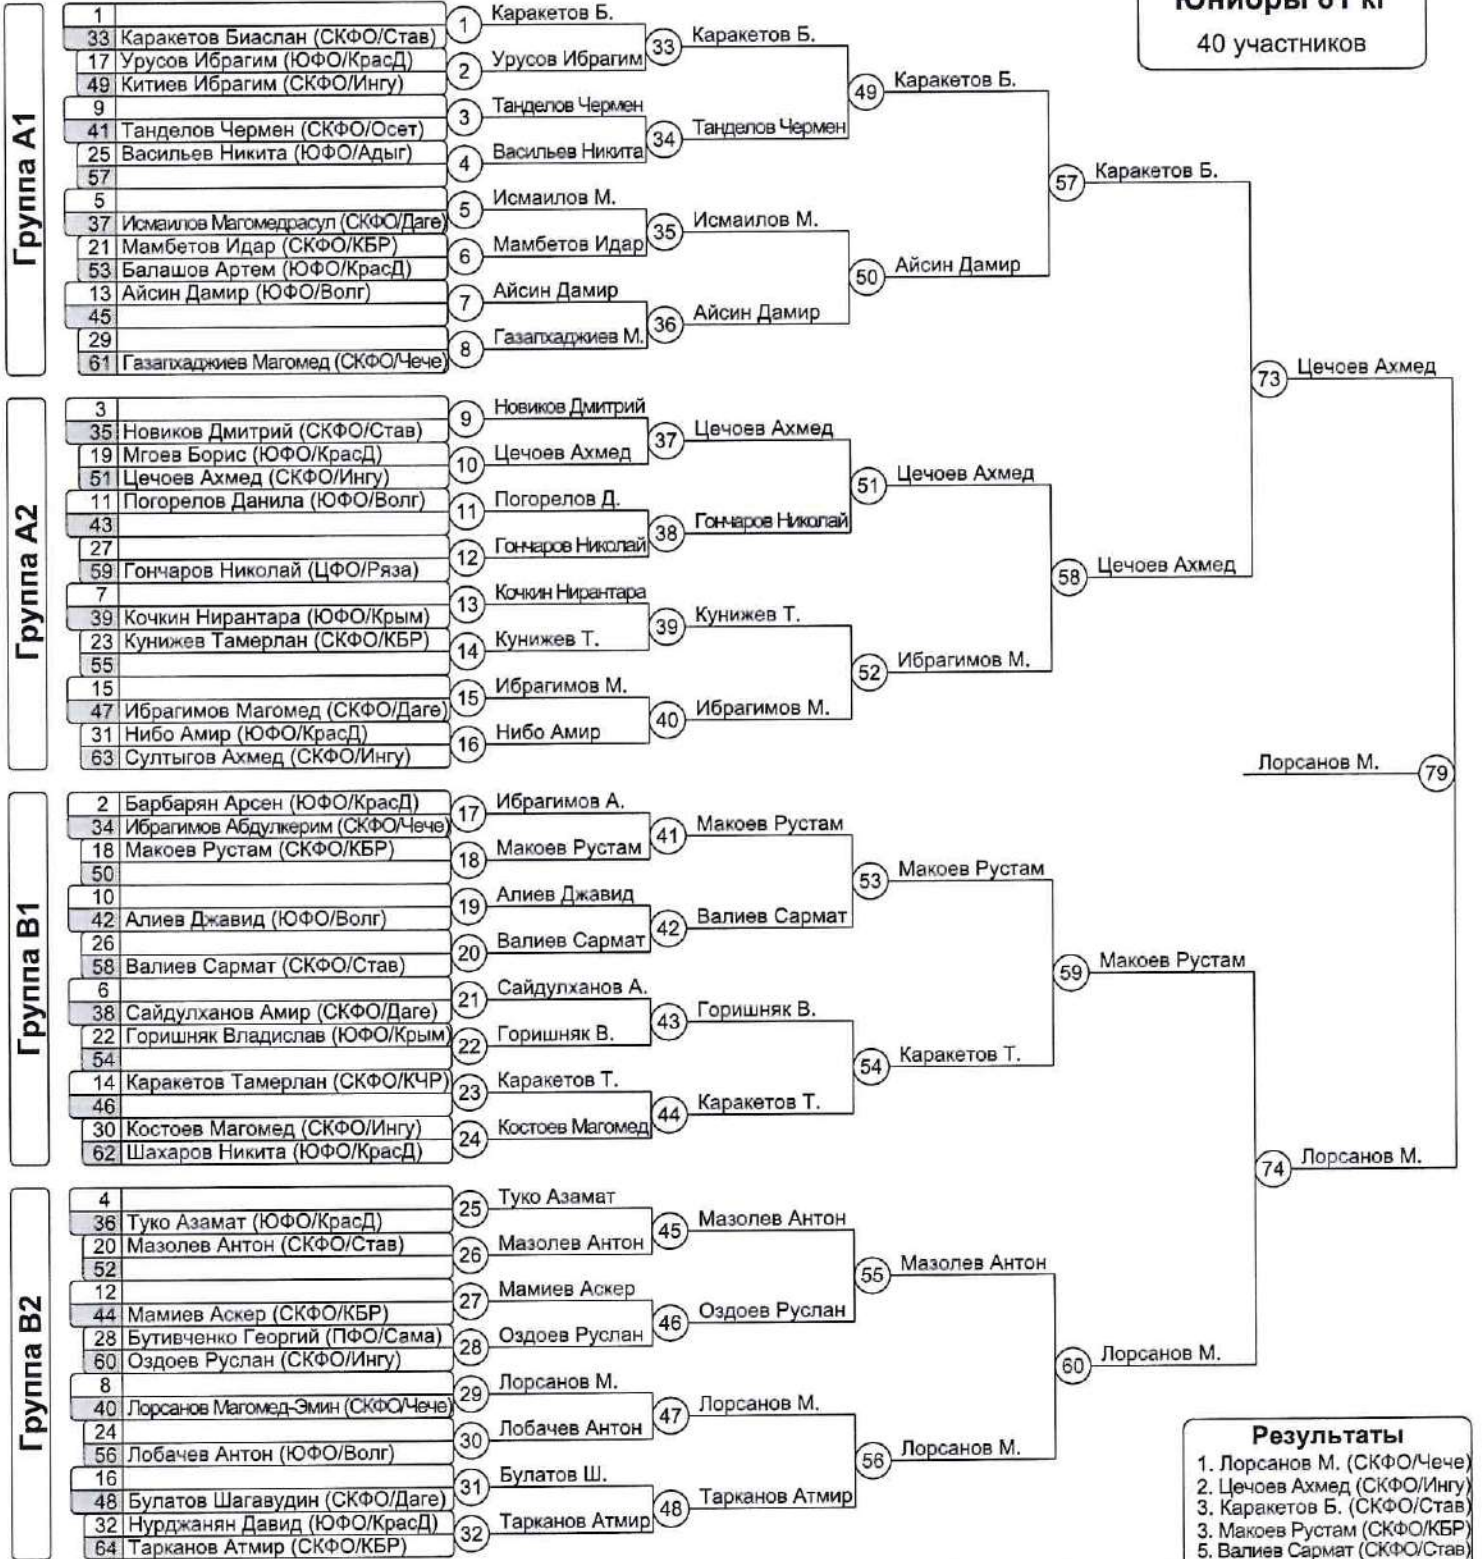 Юниоры 61 кг
40 участников
Группа A1
1
33 Каракетов Биаслан (СКФО/Став)
17 Урусов Ибрагим (ЮФО/КрасД)
49 Китиев Ибрагим (СКФО/Ингу)
9
41 Танделов Чермен (СКФО/Осет)
25 Васильев Никита (ЮФО/Адыг)
57
5
37 Исмаилов Магомедрасул (СКФО/Даге)
21 Мамбетов Идар (СКФО/КБР)
53 Балашов Артем (ЮФО/КрасД)
13 Айсин Дамир (ЮФО/Волг)
45
29
61 Газапхаджиев Магомед (СКФО/Чече)
1 Каракетов Б.
2 Урусов Ибрагим
3 Танделов Чермен
4 Васильев Никита
5 Исмаилов М.
6 Мамбетов Идар
7 Айсин Дамир
8 Газапхаджиев М.
33 Каракетов Б.
34 Танделов Чермен
35 Исмаилов М.
36 Айсин Дамир
49 Каракетов Б.
50 Айсин Дамир
57 Каракетов Б.
Группа A2
3
35 Новиков Дмитрий (СКФО/Став)
19 Мгоев Борис (ЮФО/КрасД)
51 Цечоев Ахмед (СКФО/Ингу)
11 Погорелов Данила (ЮФО/Волг)
43
27
59 Гончаров Николай (ЦФО/Ряза)
7
39 Кочкин Нирантара (ЮФО/Крым)
23 Кунижев Тамерлан (СКФО/КБР)
55
15
47 Ибрагимов Магомед (СКФО/Даге)
31 Нибо Амир (ЮФО/КрасД)
63 Султыгов Ахмед (СКФО/Ингу)
9 Новиков Дмитрий
10 Цечоев Ахмед
11 Погорелов Д.
12 Гончаров Николай
13 Кочкин Нирантара
14 Кунижев Т.
15 Ибрагимов М.
16 Нибо Амир
37 Цечоев Ахмед
38 Гончаров Николай
39 Кунижев Т.
40 Ибрагимов М.
51 Цечоев Ахмед
52 Ибрагимов М.
58 Цечоев Ахмед
73 Цечоев Ахмед
Группа B1
2 Барбарян Арсен (ЮФО/КрасД)
34 Ибрагимов Абдулкерим (СКФО/Чече)
18 Макоев Рустам (СКФО/КБР)
50
10
42 Алиев Джавид (ЮФО/Волг)
26
58 Валиев Сармат (СКФО/Став)
6
38 Сайдулханов Амир (СКФО/Даге)
22 Горишняк Владислав (ЮФО/Крым)
54
14 Каракетов Тамерлан (СКФО/КЧР)
46
30 Костоев Магомед (СКФО/Ингу)
62 Шахаров Никита (ЮФО/КрасД)
17 Ибрагимов А.
18 Макоев Рустам
19 Алиев Джавид
20 Валиев Сармат
21 Сайдулханов А.
22 Горишняк В.
23 Каракетов Т.
24 Костоев Магомед
41 Макоев Рустам
42 Валиев Сармат
43 Горишняк В.
44 Каракетов Т.
53 Макоев Рустам
54 Каракетов Т.
59 Макоев Рустам
Группа B2
4
36 Туко Азамат (ЮФО/КрасД)
20 Мазолев Антон (СКФО/Став)
52
12
44 Мамиев Аскер (СКФО/КБР)
28 Бутивченко Георгий (ПФО/Сама)
60 Оздоев Руслан (СКФО/Ингу)
8
40 Лорсанов Магомед-Эмин (СКФО/Чече)
24
56 Лобачев Антон (ЮФО/Волг)
16
48 Булатов Шагавудин (СКФО/Даге)
32 Нурджанян Давид (ЮФО/КрасД)
64 Тарканов Атмир (СКФО/КБР)
25 Туко Азамат
26 Мазолев Антон
27 Мамиев Аскер
28 Оздоев Руслан
29 Лорсанов М.
30 Лобачев Антон
31 Булатов Ш.
32 Тарканов Атмир
45 Мазолев Антон
46 Оздоев Руслан
47 Лорсанов М.
48 Тарканов Атмир
55 Мазолев Антон
56 Лорсанов М.
60 Лорсанов М.
74 Лорсанов М.
Лорсанов М. 79
Результаты
1. Лорсанов М. (СКФО/Чече)
2. Цечоев Ахмед (СКФО/Ингу)
3. Каракетов Б. (СКФО/Став)
3. Макоев Рустам (СКФО/КБР)
5. Валиев Сармат (СКФО/Став)